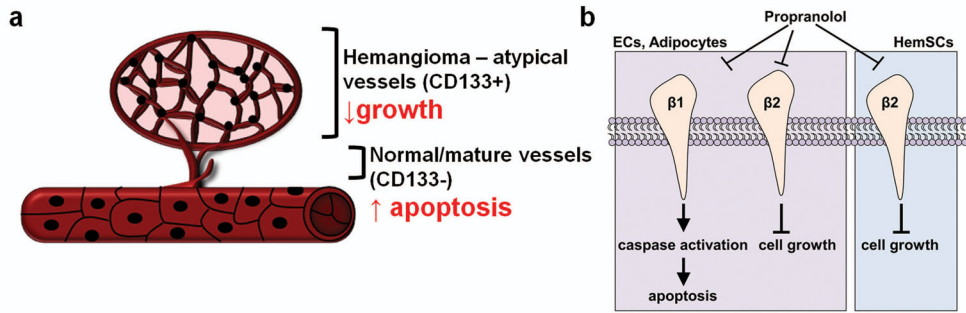 a
Hemangioma – atypical
vessels (CD133+)
↓growth
Normal/mature vessels
(CD133-)
↑ apoptosis
b
Propranolol
ECs, Adipocytes
HemSCs
β1
β2
β2
caspase activation
cell growth
cell growth
apoptosis